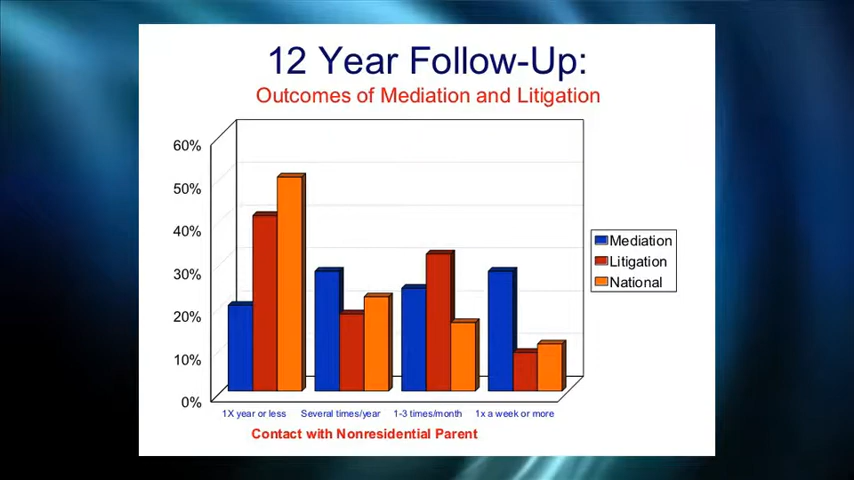 12 Year Follow-Up:
Outcomes of Mediation and Litigation
60%
50%
40%
30%
20%
10%
0%
Mediation
Litigation
National
1X year or less Several times/year 1-3 times/month 1x a week or more
Contact with Nonresidential Parent